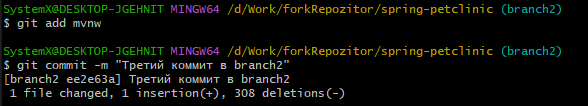 SystemX@DESKTOP-JGEHNIT MINGW64 /d/Work/forkRepozitor/spring-petclinic (branch2)
$ git add mvnw
SystemX@DESKTOP-JGEHNIT MINGW64 /d/Work/forkRepozitor/spring-petclinic (branch2)
$ git commit -m "Третий коммит в branch2"
[branch2 ee2e63a] Третий коммит в branch2
 1 file changed, 1 insertion(+), 308 deletions(-)